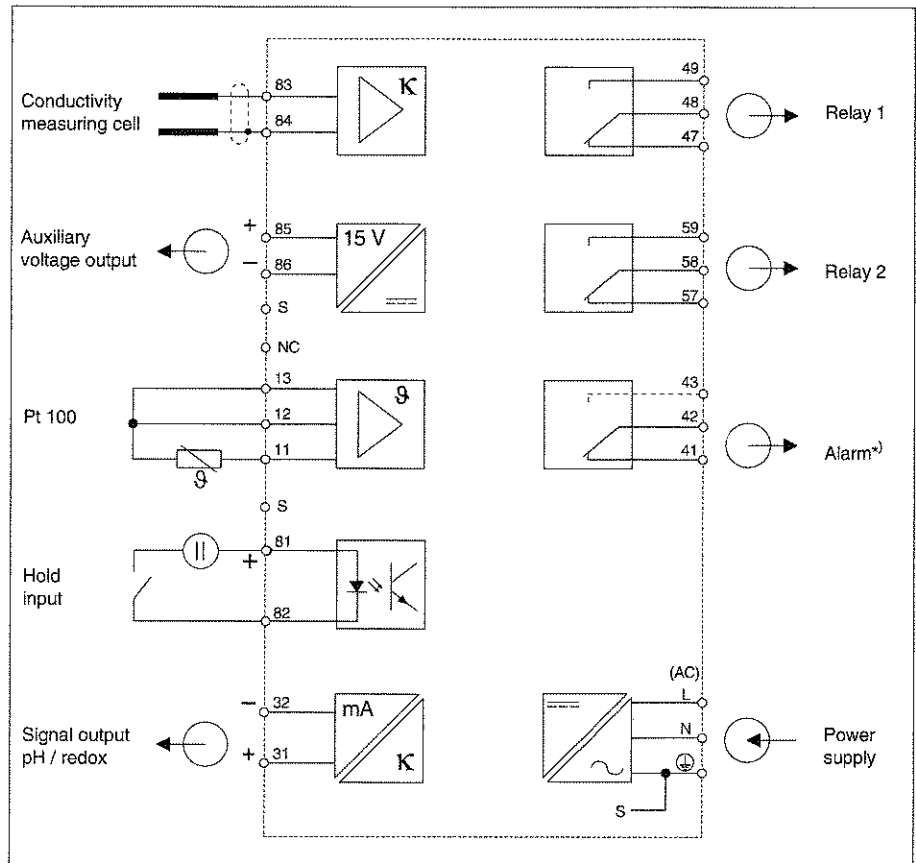 Conductivity
measuring cell
83
84
K
49
48
47
Relay 1
Auxiliary
voltage output
+
85
–
86
15 V
S
NC
59
58
57
Relay 2
Pt 100
13
12
11
ϑ
ϑ
S
43
42
41
Alarm*)
Hold
input
81
+
82
Signal output
pH / redox
–
32
+
31
mA
K
(AC)
L
N
S
Power
supply